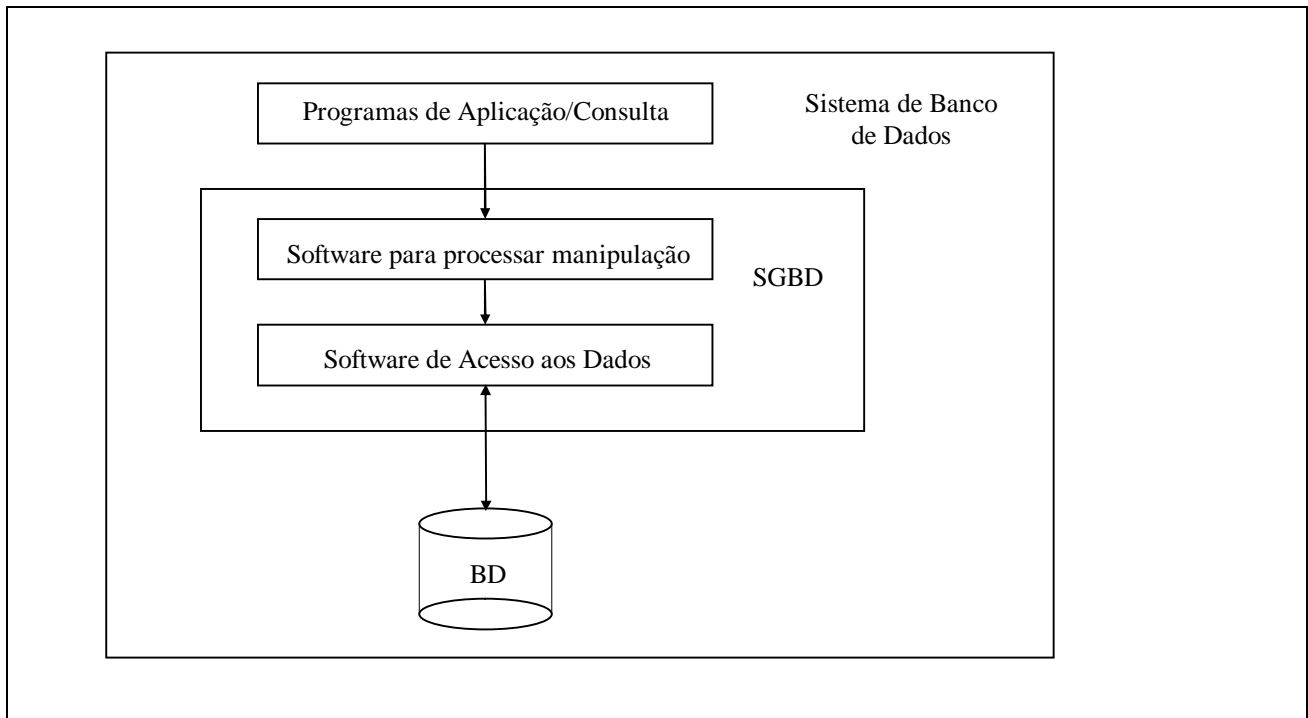 Programas de Aplicação/Consulta
Sistema de Banco
de Dados
Software para processar manipulação
SGBD
Software de Acesso aos Dados
BD